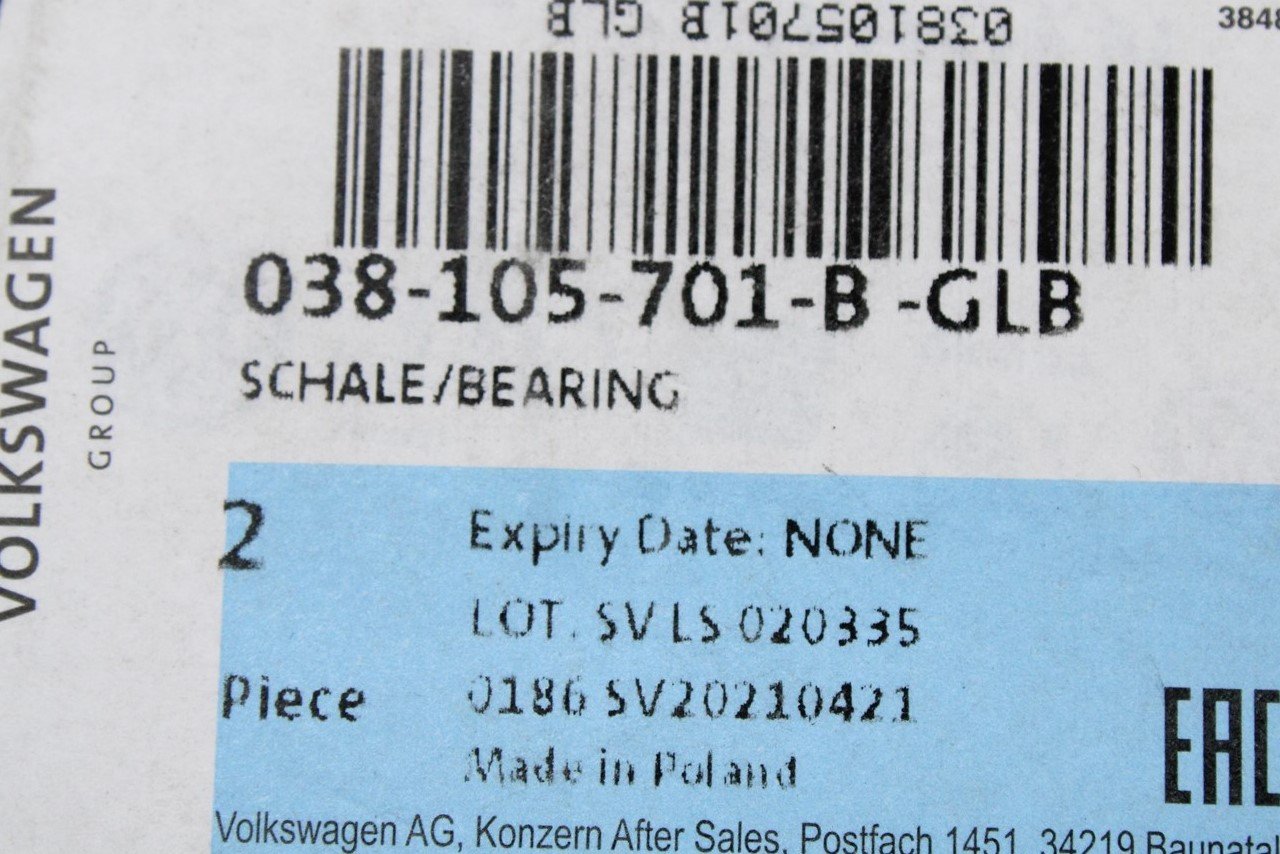 038105701B GLB
3848
038-105-701-B -GLB
SCHALE/BEARING
VOLKSWAGEN
GROUP
2
Expiry Date: NONE
LOT. SV LS 020335
Piece
0186 SV20210421
Made in Poland
EAC
Volkswagen AG, Konzern After Sales, Postfach 1451, 34219 Baunatal